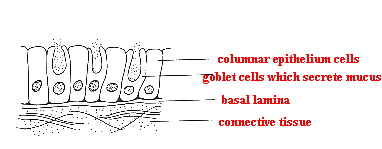 columnar epithelium cells
goblet cells which secrete mucus
basal lamina
connective tissue